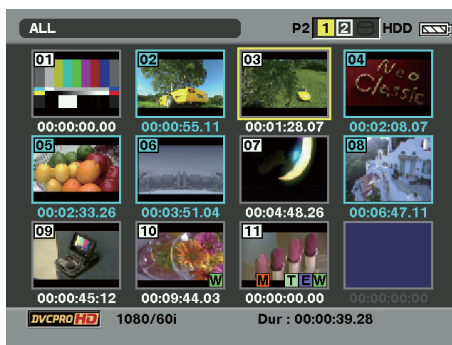 ALL P2 1 2 HDD
01 02 03 04
Neo
Classic
00:00:00.00 00:00:55.11 00:01:28.07 00:02:08.07
05 06 07 08
00:02:33.26 00:03:51.04 00:04:48.26 00:06:47.11
09 10 11
W M T E W
00:00:45:12 00:09:44.03 00:00:00.00 00:00:00.00
DVCPRO HD 1080/60i Dur : 00:00:39.28